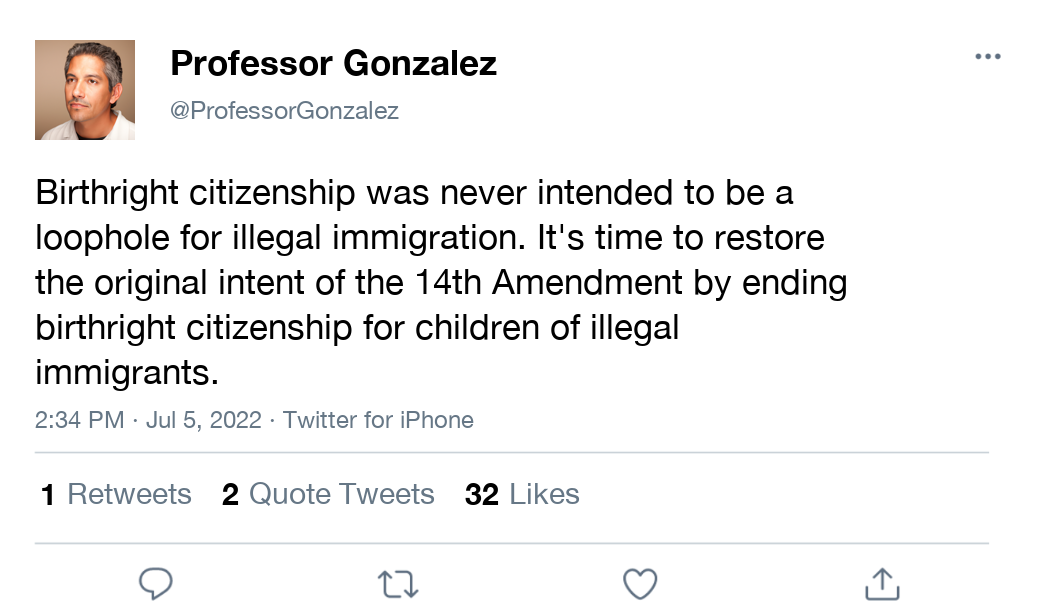 Professor Gonzalez
@ProfessorGonzalez
Birthright citizenship was never intended to be a
loophole for illegal immigration. It's time to restore
the original intent of the 14th Amendment by ending
birthright citizenship for children of illegal
immigrants.
2:34 PM · Jul 5, 2022 · Twitter for iPhone
1 Retweets 2 Quote Tweets 32 Likes